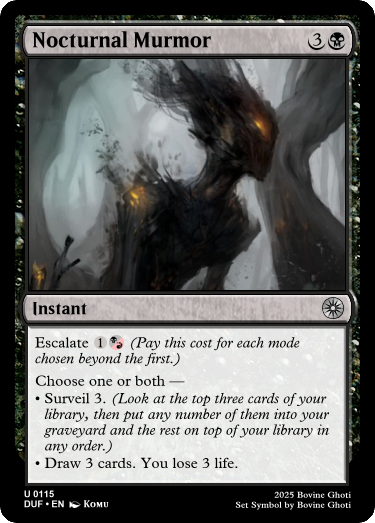 Nocturnal Murmor 3
Instant
Escalate 1 (Pay this cost for each mode
chosen beyond the first.)
Choose one or both —
• Surveil 3. (Look at the top three cards of your
library, then put any number of them into your
graveyard and the rest on top of your library in
any order.)
• Draw 3 cards. You lose 3 life.
U 0115
DUF • EN Komu
2025 Bovine Ghoti
Set Symbol by Bovine Ghoti